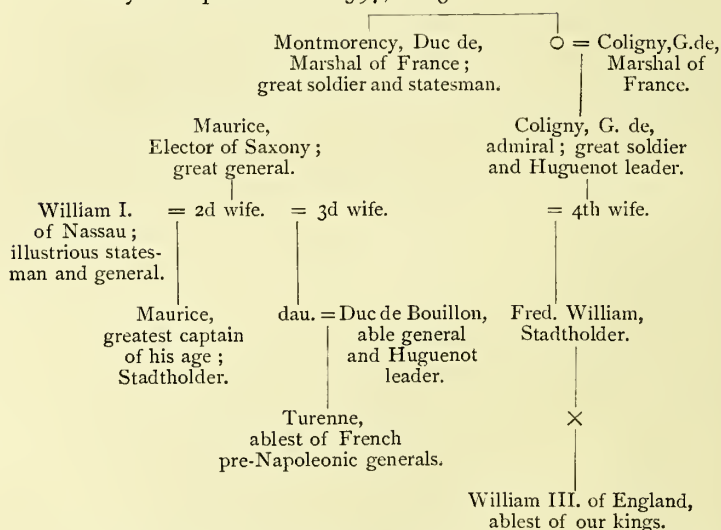 Montmorency, Duc de,
Marshal of France ;
great soldier and statesman.
O = Coligny, G. de,
Marshal of
France.
Maurice,
Elector of Saxony ;
great general.
Coligny, G. de,
admiral ; great soldier
and Huguenot leader.
William I.
of Nassau ;
illustrious states-
man and general.
= 2d wife. = 3d wife. = 4th wife.
Maurice,
greatest captain
of his age ;
Stadtholder.
dau. = Duc de Bouillon,
able general
and Huguenot
leader.
Fred. William,
Stadtholder.
Turenne,
ablest of French
pre-Napoleonic generals.
×
William III. of England,
ablest of our kings.